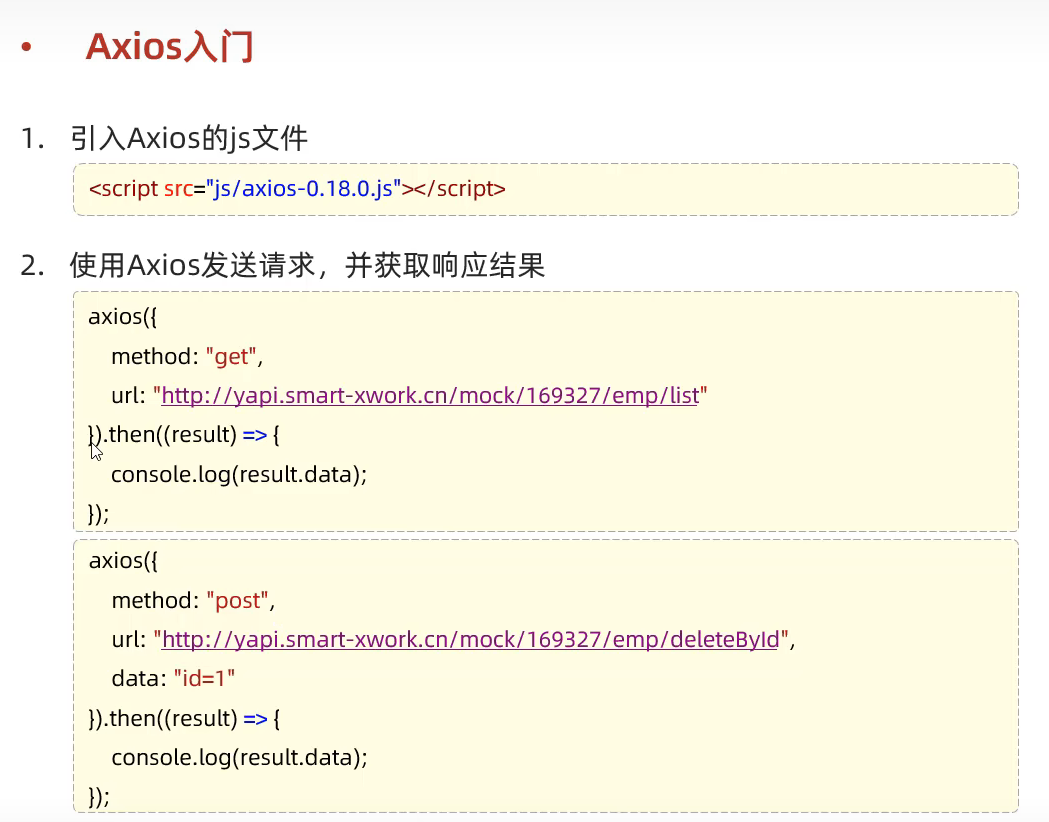 • Axios入门
1. 引入Axios的js文件
<script src="js/axios-0.18.0.js"></script>
2. 使用Axios发送请求，并获取响应结果
axios({
method: "get",
url: "http://yapi.smart-xwork.cn/mock/169327/emp/list"
}).then((result) => {
console.log(result.data);
});
axios({
method: "post",
url: "http://yapi.smart-xwork.cn/mock/169327/emp/deleteById",
data: "id=1"
}).then((result) => {
console.log(result.data);
});